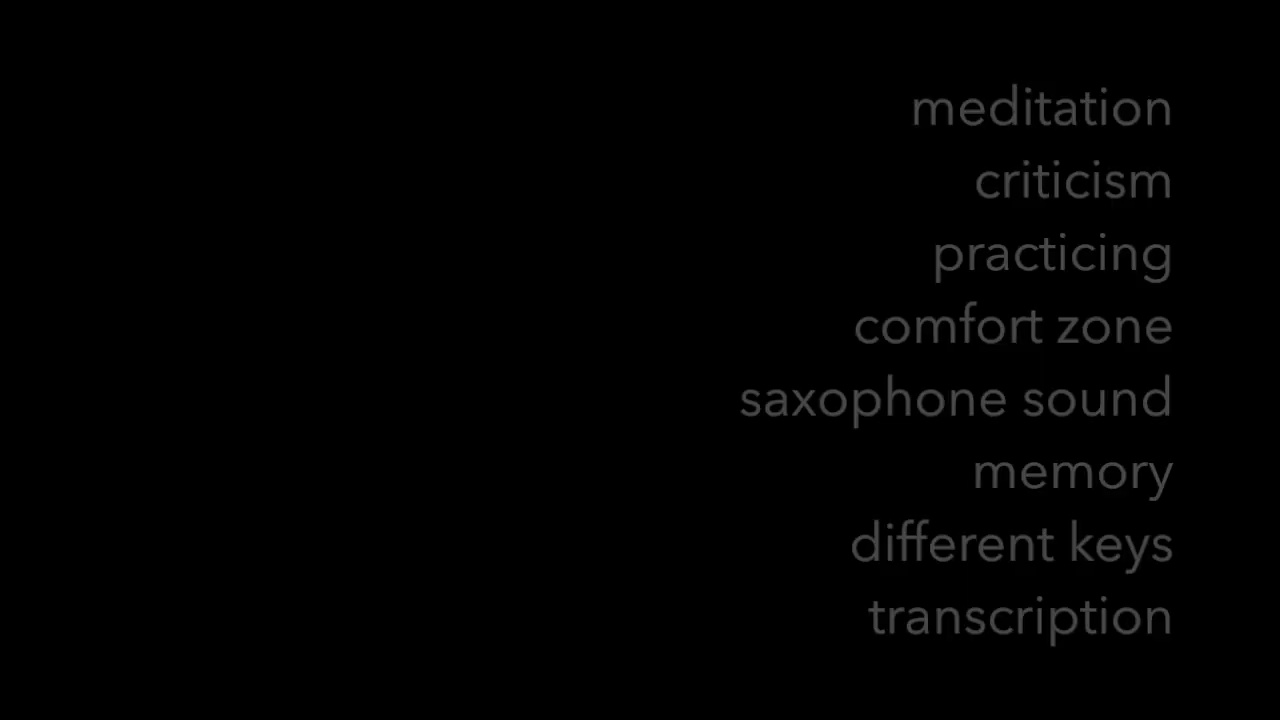 meditation
criticism
practicing
comfort zone
saxophone sound
memory
different keys
transcription